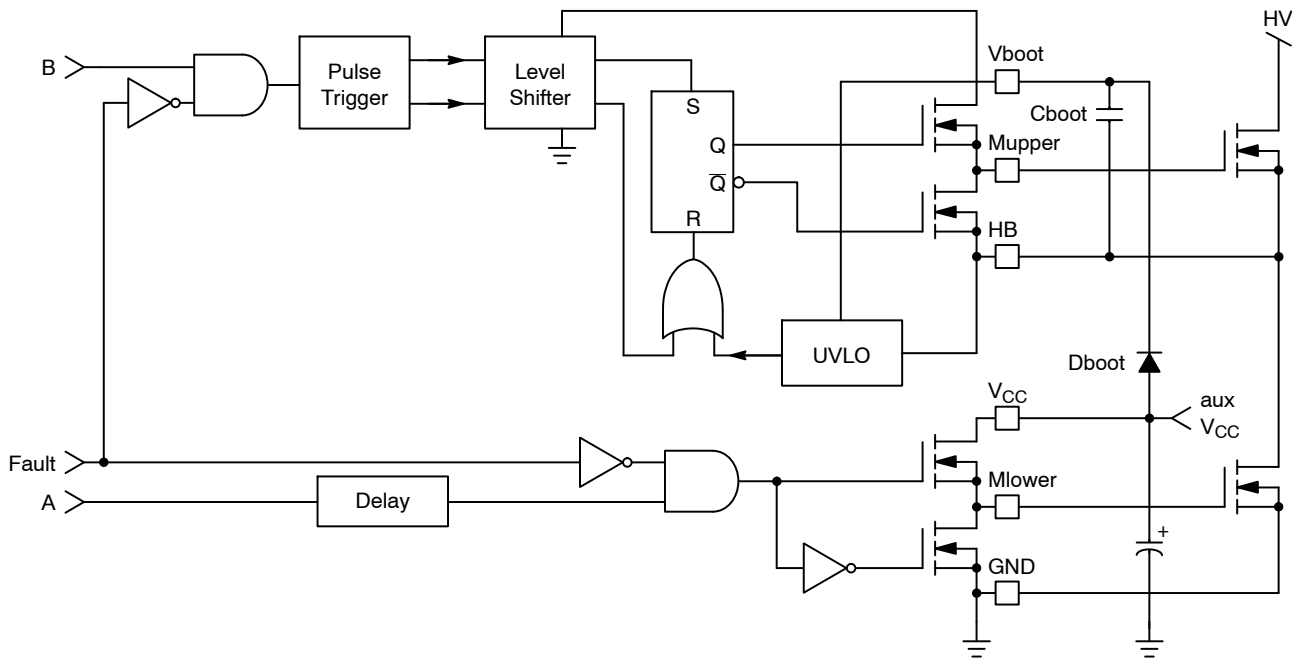 HV
Vboot
B
Pulse
Trigger
Level
Shifter
S
Cboot
Q
Mupper
Q̅
R
HB
UVLO
Dboot
VCC
aux
VCC
Fault
A
Delay
Mlower
+
GND